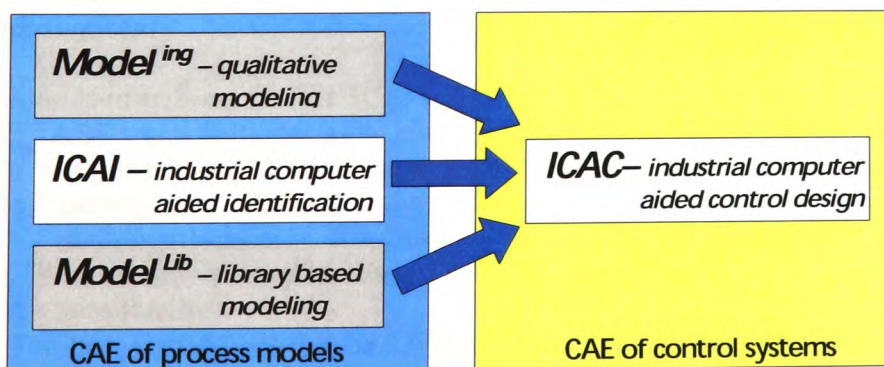 Model ing – qualitative
modeling
ICAI – industrial computer
aided identification
Model Lib – library based
modeling
CAE of process models
ICAC– industrial computer
aided control design
CAE of control systems